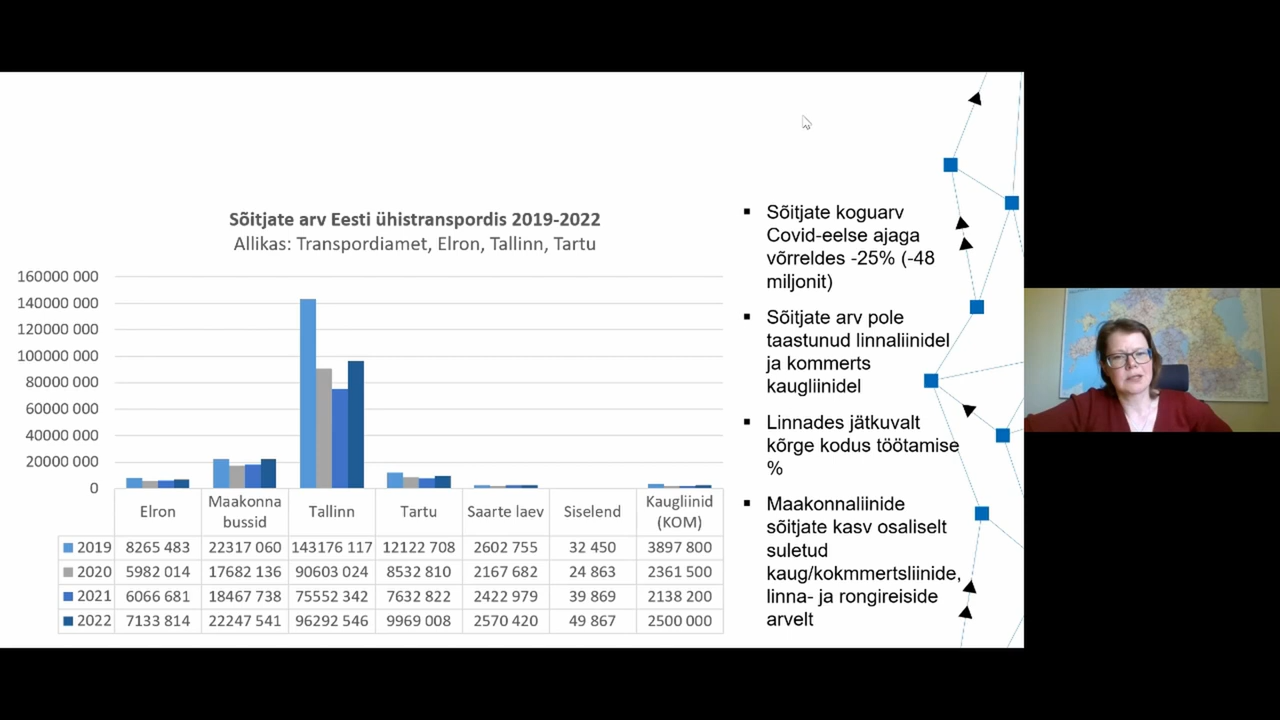 Sõitjate arv Eesti ühistranspordis 2019-2022
Allikas: Transpordiamet, Elron, Tallinn, Tartu
160000 000
140000 000
120000 000
100000 000
80000 000
60000 000
40000 000
20000 000
0
Elron Maakonna bussid Tallinn Tartu Saarte laev Siselend Kaugliinid (KOM)
2019 8265 483 22317 060 143176 117 12122 708 2602 755 32 450 3897 800
2020 5982 014 17682 136 90603 024 8532 810 2167 682 24 863 2361 500
2021 6066 681 18467 738 75552 342 7632 822 2422 979 39 869 2138 200
2022 7133 814 22247 541 96292 546 9969 008 2570 420 49 867 2500 000
▪ Sõitjate koguarv
Covid-eelse ajaga
võrreldes -25% (-48
miljonit)
▪ Sõitjate arv pole
taastunud linnaliinidel
ja kommerts
kaugliinidel
▪ Linnades jätkuvalt
kõrge kodus töötamise
%
▪ Maakonnaliinide
sõitjate kasv osaliselt
suletud
kaug/kokmmertsliinide,
linna- ja rongireiside
arvelt